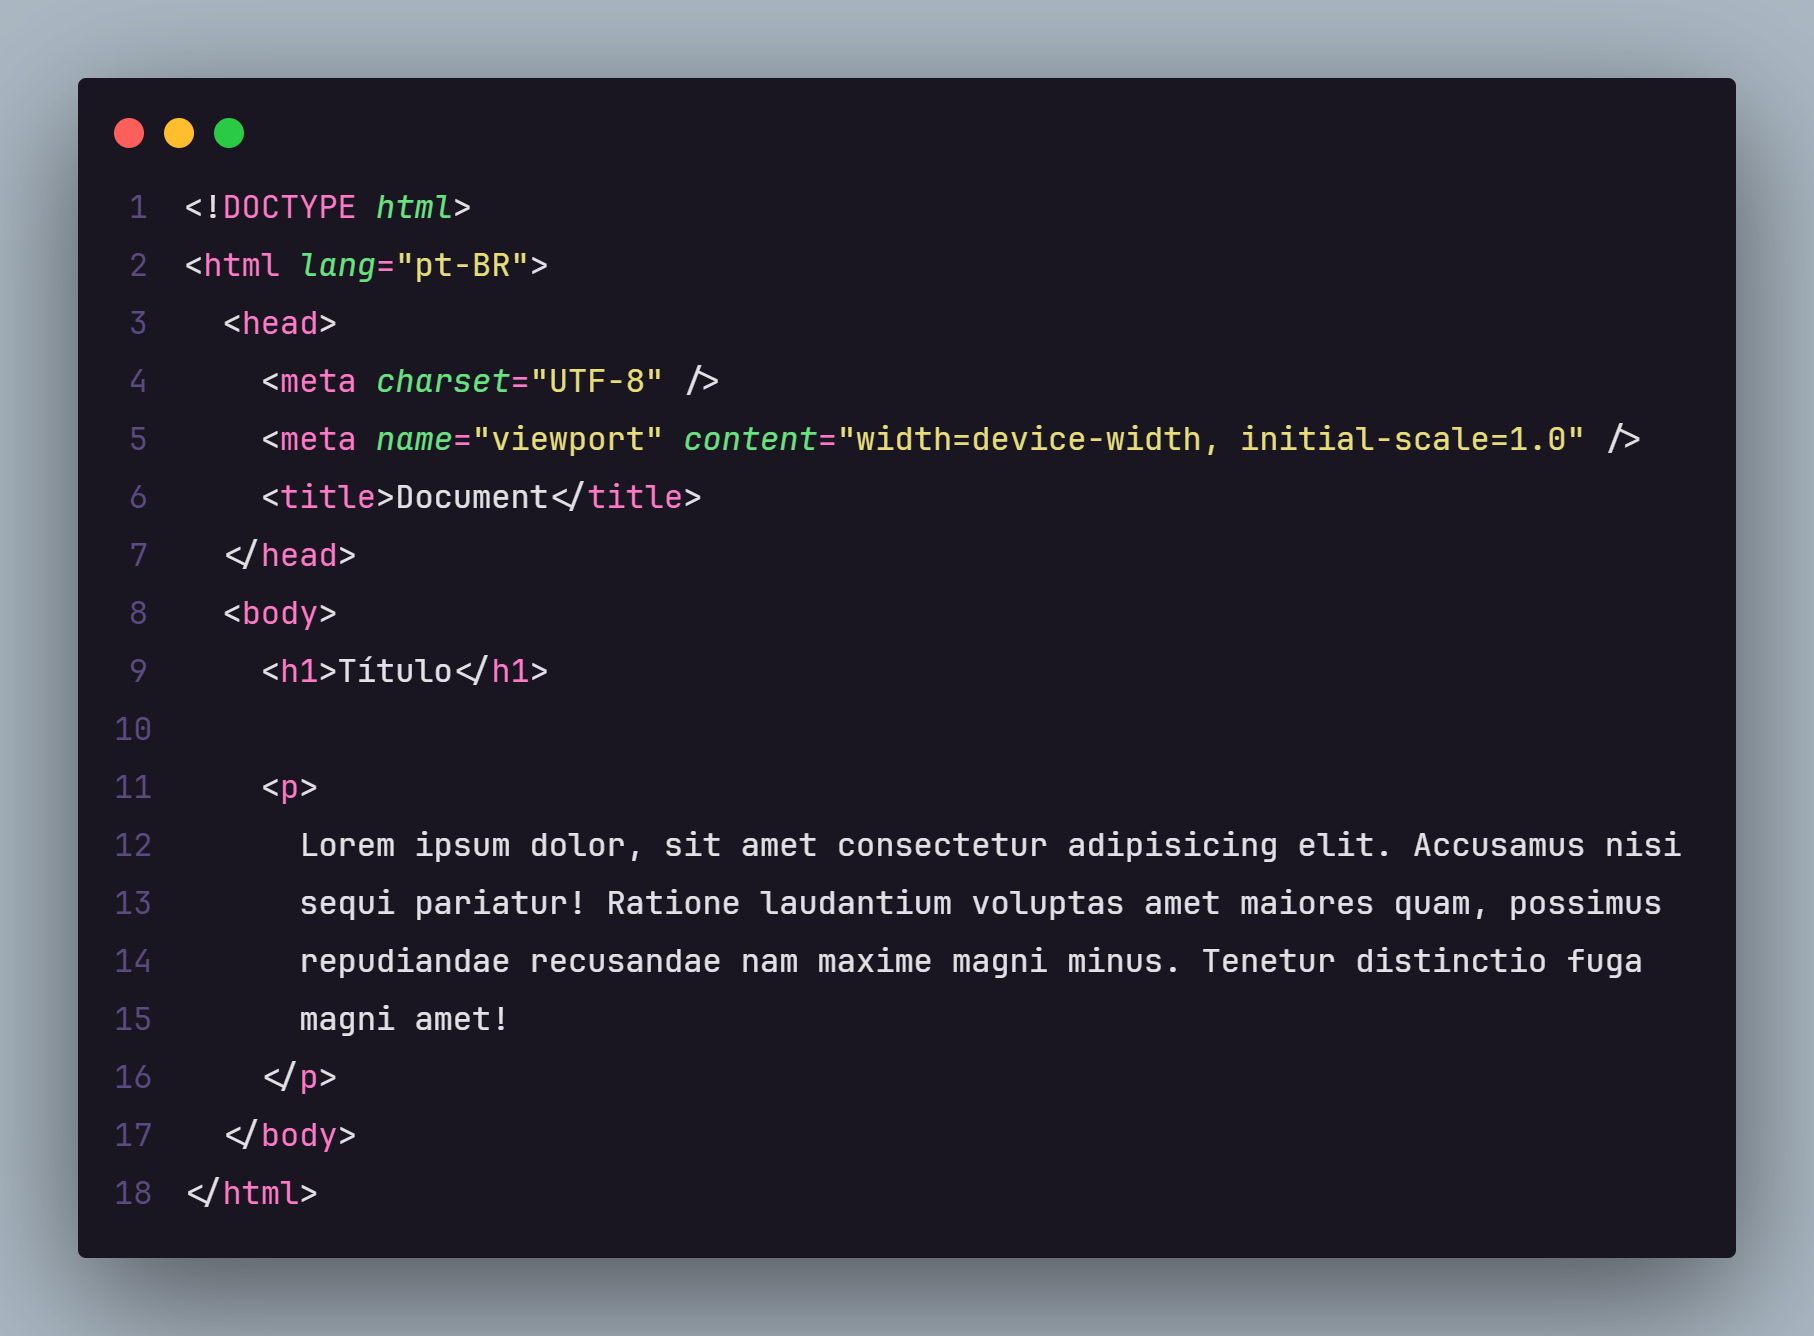 1 <!DOCTYPE html>
2 <html lang="pt-BR">
3   <head>
4     <meta charset="UTF-8" />
5     <meta name="viewport" content="width=device-width, initial-scale=1.0" />
6     <title>Document</title>
7   </head>
8   <body>
9     <h1>Título</h1>
10
11     <p>
12       Lorem ipsum dolor, sit amet consectetur adipisicing elit. Accusamus nisi
13       sequi pariatur! Ratione laudantium voluptas amet maiores quam, possimus
14       repudiandae recusandae nam maxime magni minus. Tenetur distinctio fuga
15       magni amet!
16     </p>
17   </body>
18 </html>